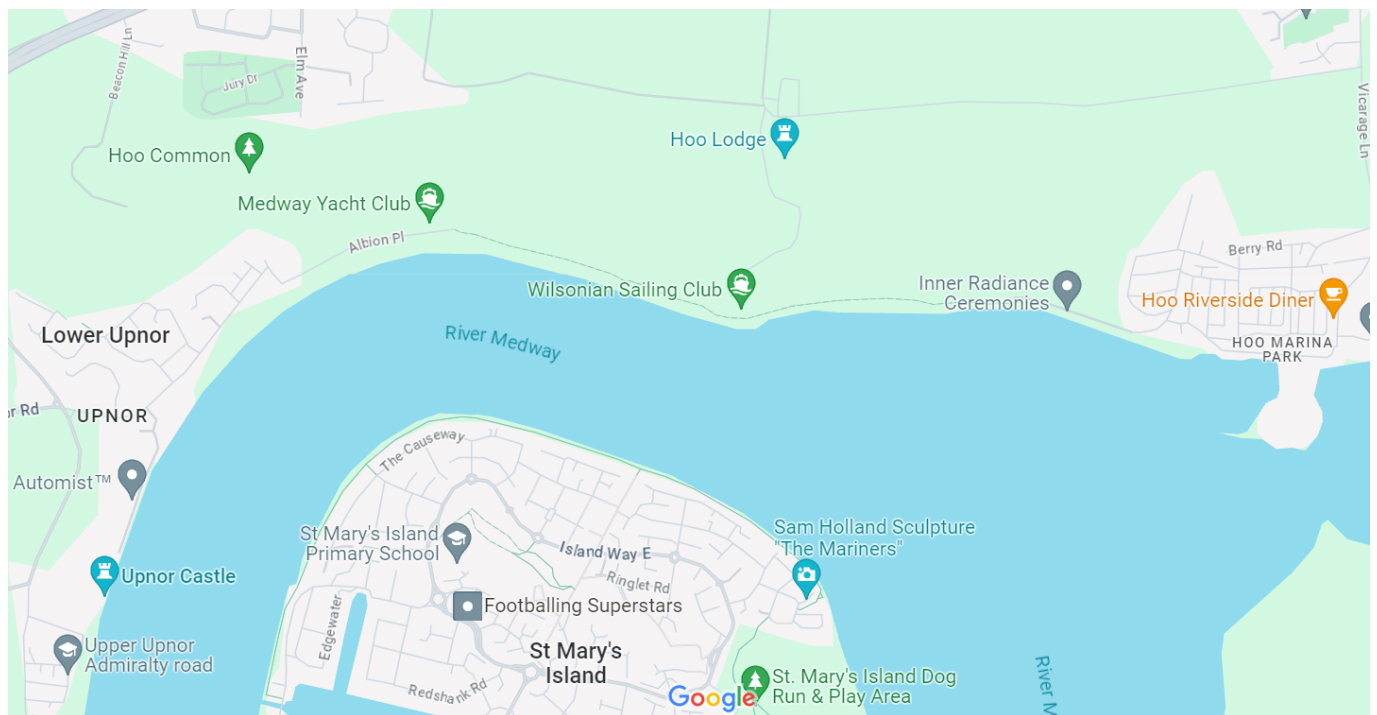 Beacon Hill Ln
Elm Ave
Jury Dr
Vicarage Ln
Hoo Common
Hoo Lodge
Medway Yacht Club
Albion Pl
Berry Rd
Wilsonian Sailing Club
Inner Radiance
Ceremonies
Hoo Riverside Diner
HOO MARINA
PARK
Lower Upnor
River Medway
or Rd
UPNOR
The Causeway
Automist™
St Mary's Island
Primary School
Sam Holland Sculpture
"The Mariners"
Island Way E
Ringlet Rd
Upnor Castle
Footballing Superstars
Edgewater
Upper Upnor
Admiralty road
St Mary's
Island
Redshank Rd
Google
St. Mary's Island Dog
Run & Play Area
River M